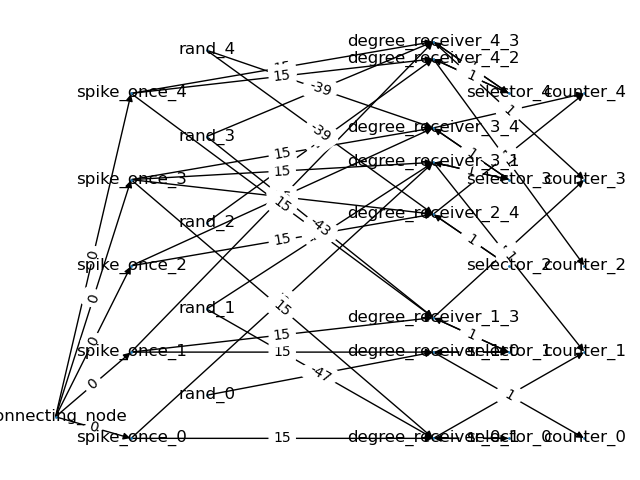 degree_receiver_4_3
rand_4
degree_receiver_4_2
15
1
-39
spike_once_4
selector_4
counter_4
1
degree_receiver_3_4
-39
rand_3
15
1
degree_receiver_3_1
spike_once_3
15
1
selector_3
counter_3
15
degree_receiver_2_4
rand_2
-43
15
1
spike_once_2
0
selector_2
counter_2
0
rand_1
15
degree_receiver_1_3
15
1
0
spike_once_1
15
degree_receiver_1_0
selector_1
counter_1
-47
0
rand_0
1
connecting_node
0
spike_once_0
15
degree_receiver_0_1
selector_0
counter_0